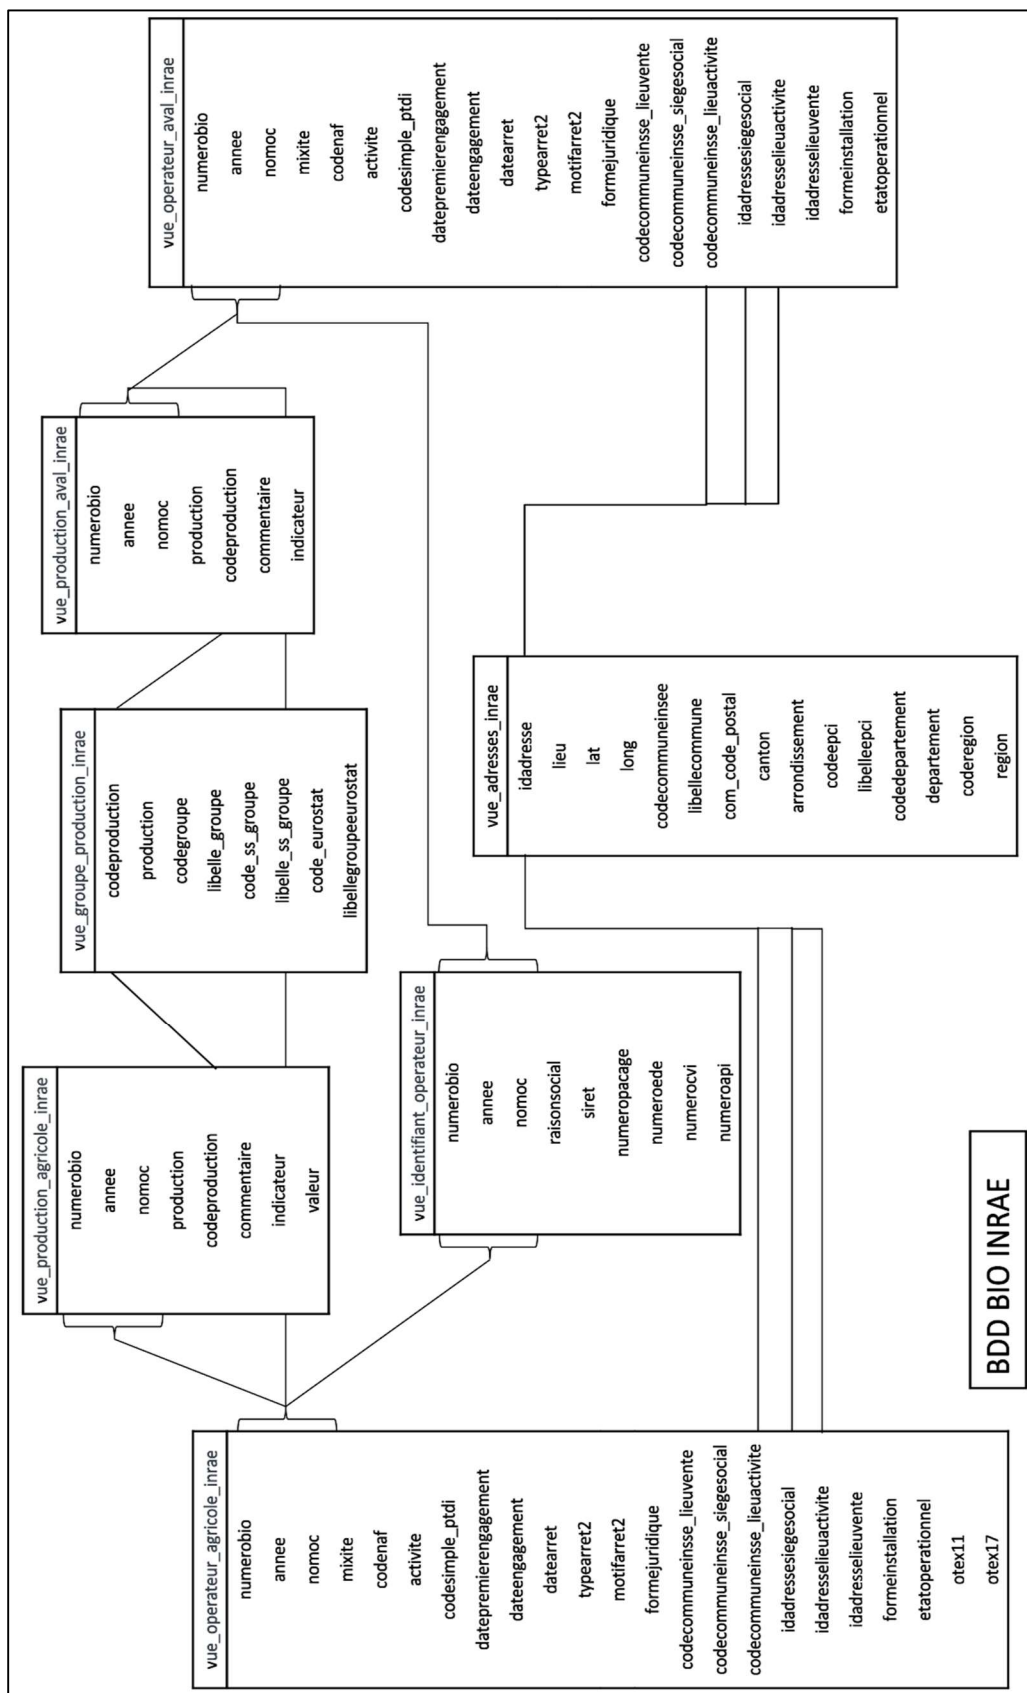 vue_operateur_agricole_inrae
numerobio
annee
nomoc
mixite
codenaf
activite
codesimple_ptdi
datepremierengagement
dateengagement
datearret
typearret2
motifarret2
formejuridique
codecommuneinsse_lieuvente
codecommuneinsse_siegesocial
codecommuneinsse_lieuactivite
idadressesiegesocial
idadresselieuactivite
idadresselieuvente
formeinstallation
etatoperationnel
otex11
otex17
vue_production_agricole_inrae
numerobio
annee
nomoc
production
codeproduction
commentaire
indicateur
valeur
vue_identifiant_operateur_inrae
numerobio
annee
nomoc
raisonsocial
siret
numeropacage
numeroede
numerocvi
numeroapi
vue_groupe_production_inrae
codeproduction
production
codegroupe
libelle_groupe
code_ss_groupe
libelle_ss_groupe
code_eurostat
libellegroupeeurostat
vue_adresses_inrae
idadresse
lieu
lat
long
codecommuneinsee
libellecommune
com_code_postal
canton
arrondissement
codeepci
libelleepci
codedepartement
departement
coderegion
region
vue_production_aval_inrae
numerobio
annee
nomoc
production
codeproduction
commentaire
indicateur
vue_operateur_aval_inrae
numerobio
annee
nomoc
mixite
codenaf
activite
codesimple_ptdi
datepremierengagement
dateengagement
datearret
typearret2
motifarret2
formejuridique
codecommuneinsse_lieuvente
codecommuneinsse_siegesocial
codecommuneinsse_lieuactivite
idadressesiegesocial
idadresselieuactivite
idadresselieuvente
formeinstallation
etatoperationnel
BDD BIO INRAE